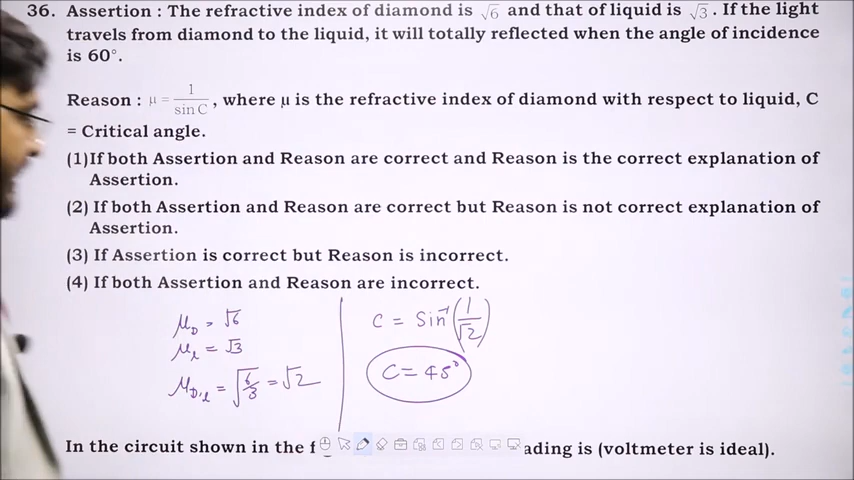 36. Assertion : The refractive index of diamond is √6 and that of liquid is √3. If the light
travels from diamond to the liquid, it will totally reflected when the angle of incidence
is 60°.
Reason : μ = 1/sin C, where μ is the refractive index of diamond with respect to liquid, C
= Critical angle.
(1)If both Assertion and Reason are correct and Reason is the correct explanation of
Assertion.
(2) If both Assertion and Reason are correct but Reason is not correct explanation of
Assertion.
(3) If Assertion is correct but Reason is incorrect.
(4) If both Assertion and Reason are incorrect.
μD = √6
μl = √3
μD,l = √(6/3) = √2
C = Sin⁻¹(1/√2)
C = 45°
In the circuit shown in the f ading is (voltmeter is ideal).